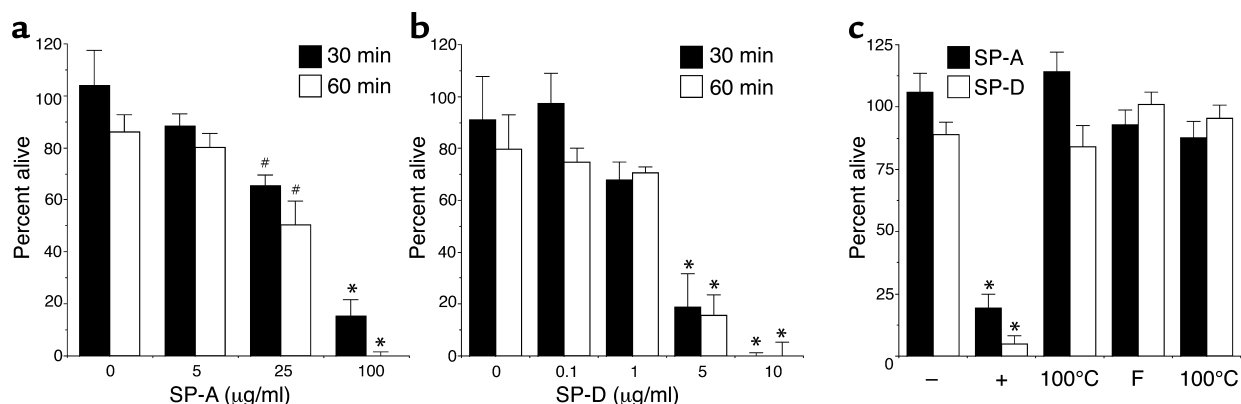 a
120
100
80
60
40
20
0
Percent alive
30 min
60 min
#
#
*
*
0 5 25 100
SP-A (µg/ml)
b
120
100
80
60
40
20
0
Percent alive
30 min
60 min
*
*
*
*
0 0.1 1 5 10
SP-D (µg/ml)
c
125
100
75
50
25
0
Percent alive
SP-A
SP-D
*
*
– + 100°C F 100°C